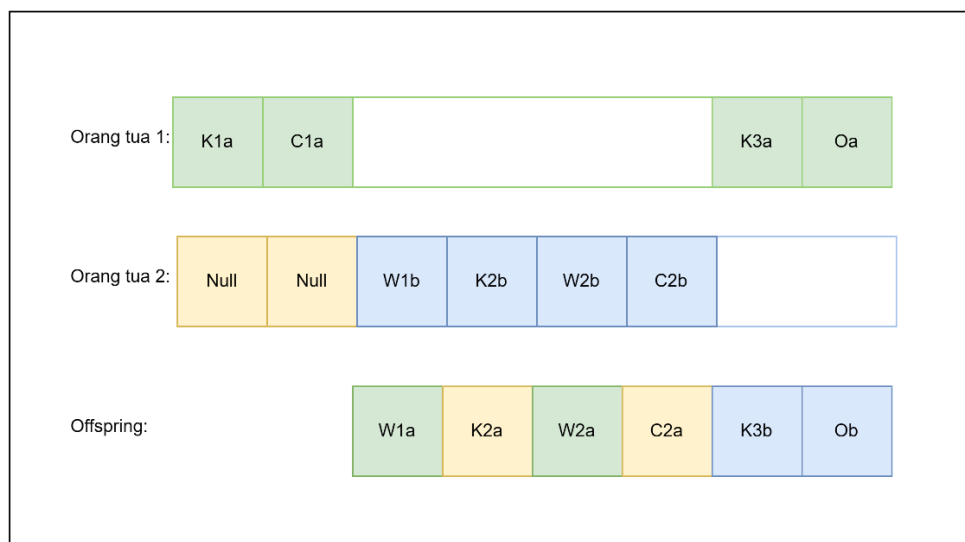 Orang tua 1: K1a C1a K3a Oa
Orang tua 2: Null Null W1b K2b W2b C2b
Offspring: W1a K2a W2a C2a K3b Ob